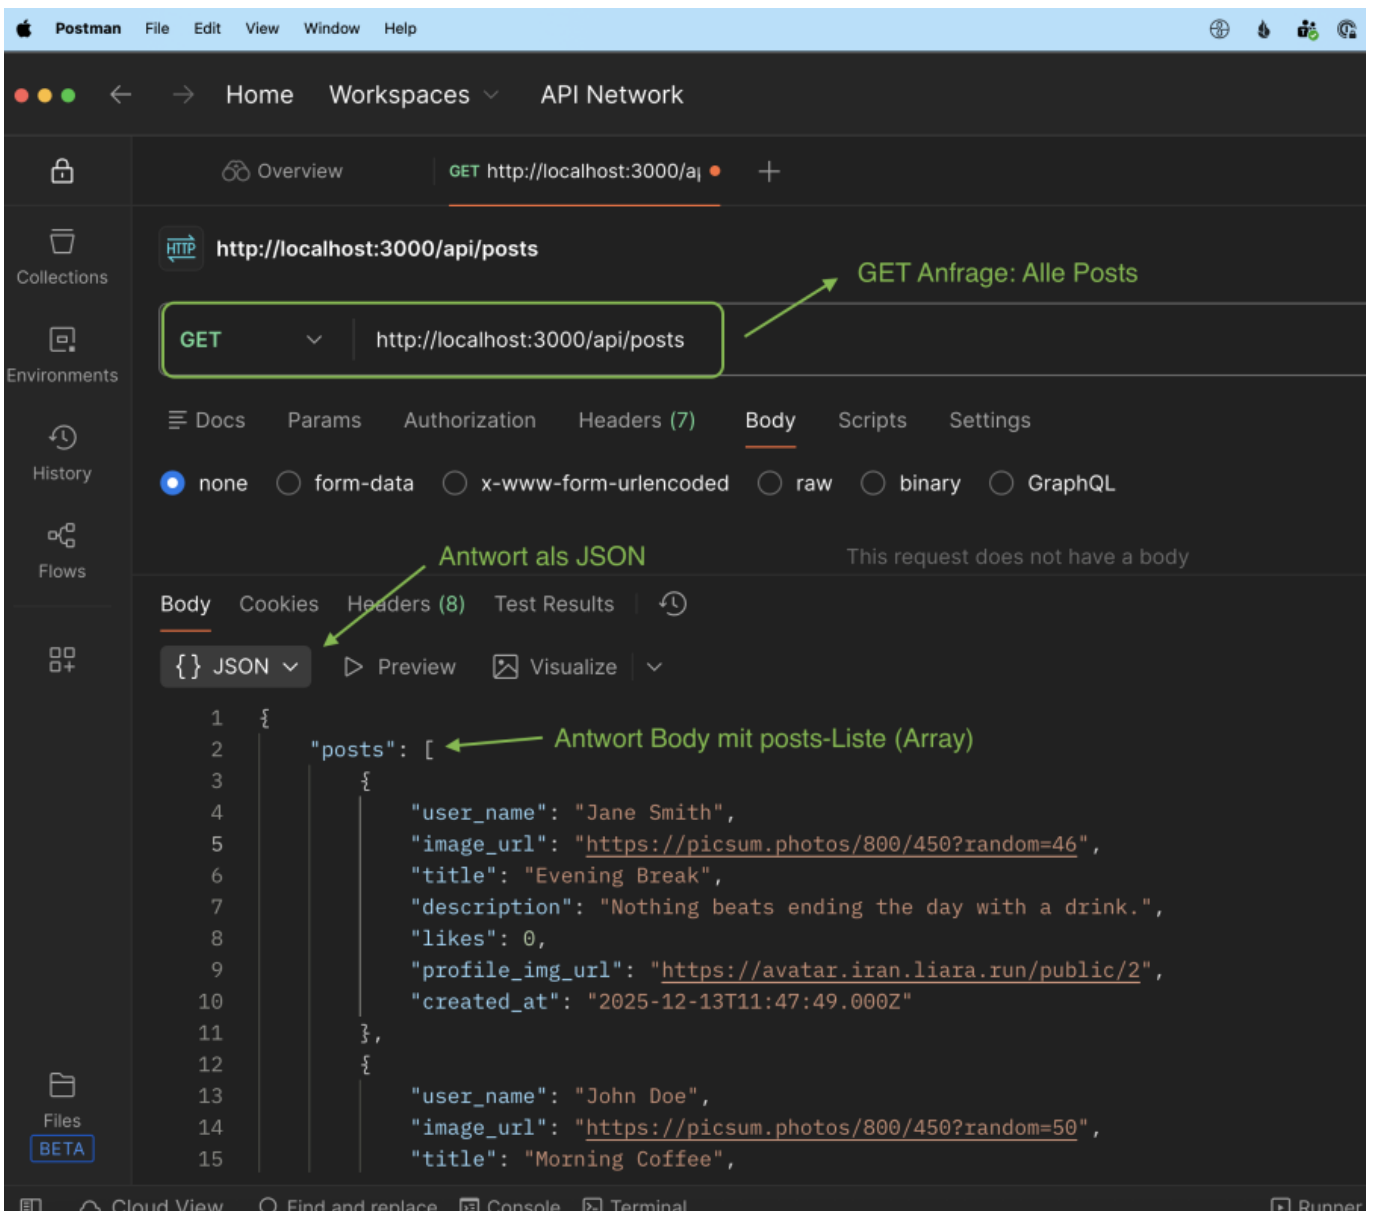 Postman File Edit View Window Help
Home Workspaces API Network
Overview GET http://localhost:3000/a
HTTP http://localhost:3000/api/posts
Collections
GET Anfrage: Alle Posts
GET http://localhost:3000/api/posts
Environments
Docs Params Authorization Headers (7) Body Scripts Settings
History
none form-data x-www-form-urlencoded raw binary GraphQL
Antwort als JSON
This request does not have a body
Flows
Body Cookies Headers (8) Test Results
{} JSON Preview Visualize
1 {
Antwort Body mit posts-Liste (Array)
2 "posts": [
3 {
4 "user_name": "Jane Smith",
5 "image_url": "https://picsum.photos/800/450?random=46",
6 "title": "Evening Break",
7 "description": "Nothing beats ending the day with a drink.",
8 "likes": 0,
9 "profile_img_url": "https://avatar.iran.liara.run/public/2",
10 "created_at": "2025-12-13T11:47:49.000Z"
11 },
12 {
13 "user_name": "John Doe",
14 "image_url": "https://picsum.photos/800/450?random=50",
15 "title": "Morning Coffee",
Files
BETA
Cloud View Find and replace Console Terminal Runner